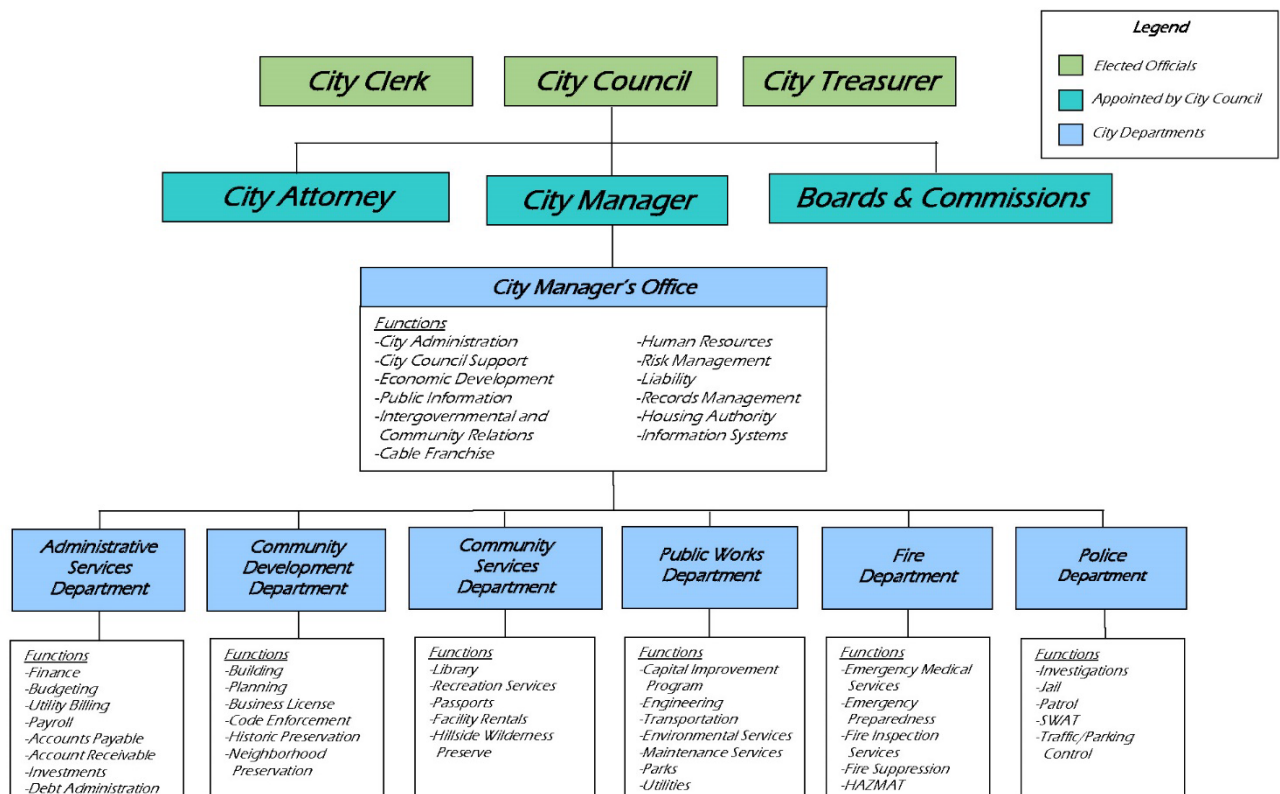 Legend
Elected Officials
Appointed by City Council
City Departments
City Clerk
City Council
City Treasurer
City Attorney
City Manager
Boards & Commissions
City Manager's Office
Functions
-City Administration
-City Council Support
-Economic Development
-Public Information
-Intergovernmental and
Community Relations
-Cable Franchise
-Human Resources
-Risk Management
-Liability
-Records Management
-Housing Authority
-Information Systems
Administrative
Services
Department
Functions
-Finance
-Budgeting
-Utility Billing
-Payroll
-Accounts Payable
-Account Receivable
-Investments
-Debt Administration
Community
Development
Department
Functions
-Building
-Planning
-Business License
-Code Enforcement
-Historic Preservation
-Neighborhood
Preservation
Community
Services
Department
Functions
-Library
-Recreation Services
-Passports
-Facility Rentals
-Hillside Wilderness
Preserve
Public Works
Department
Functions
-Capital Improvement
Program
-Engineering
-Transportation
-Environmental Services
-Maintenance Services
-Parks
-Utilities
Fire
Department
Functions
-Emergency Medical
Services
-Emergency
Preparedness
-Fire Inspection
Services
-Fire Suppression
-HAZMAT
Police
Department
Functions
-Investigations
-Jail
-Patrol
-SWAT
-Traffic/Parking
Control